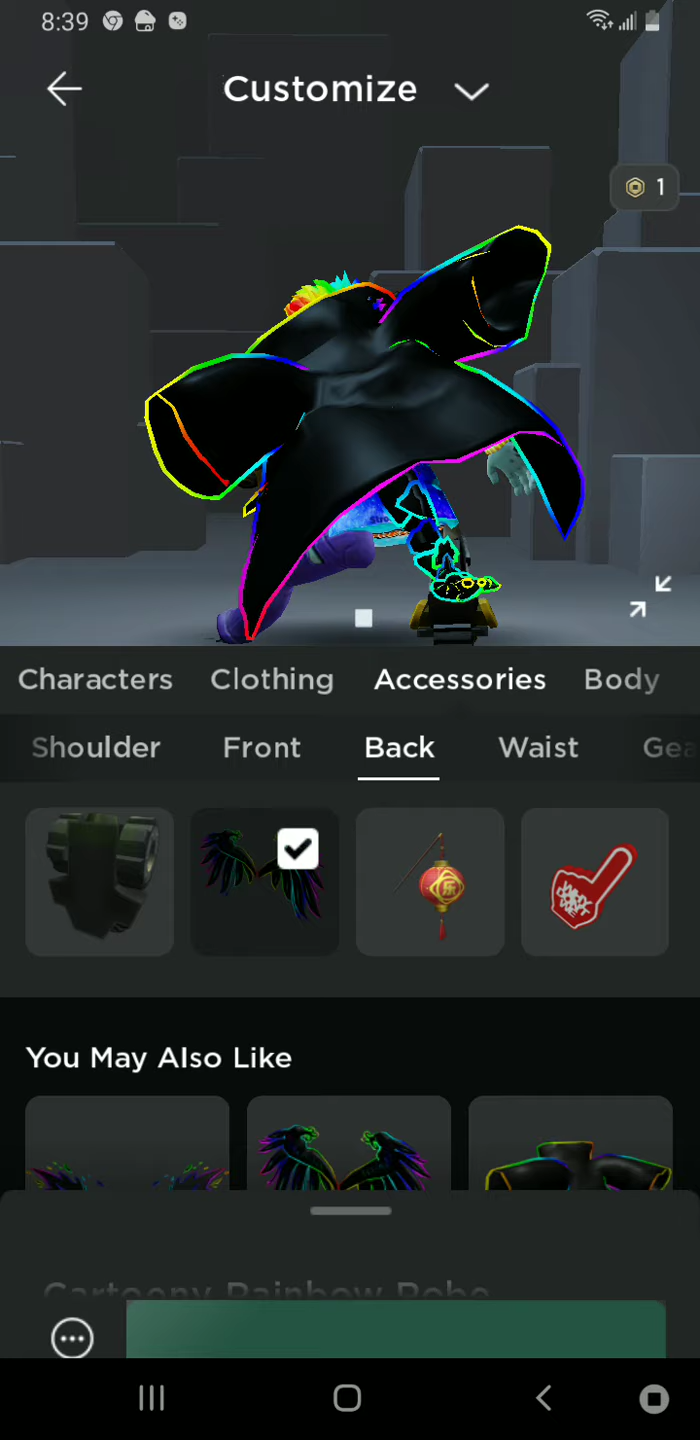 8:39
Customize
1
Characters Clothing Accessories Body
Shoulder Front Back Waist
乐
You May Also Like
Cartoony Rainbow Robe